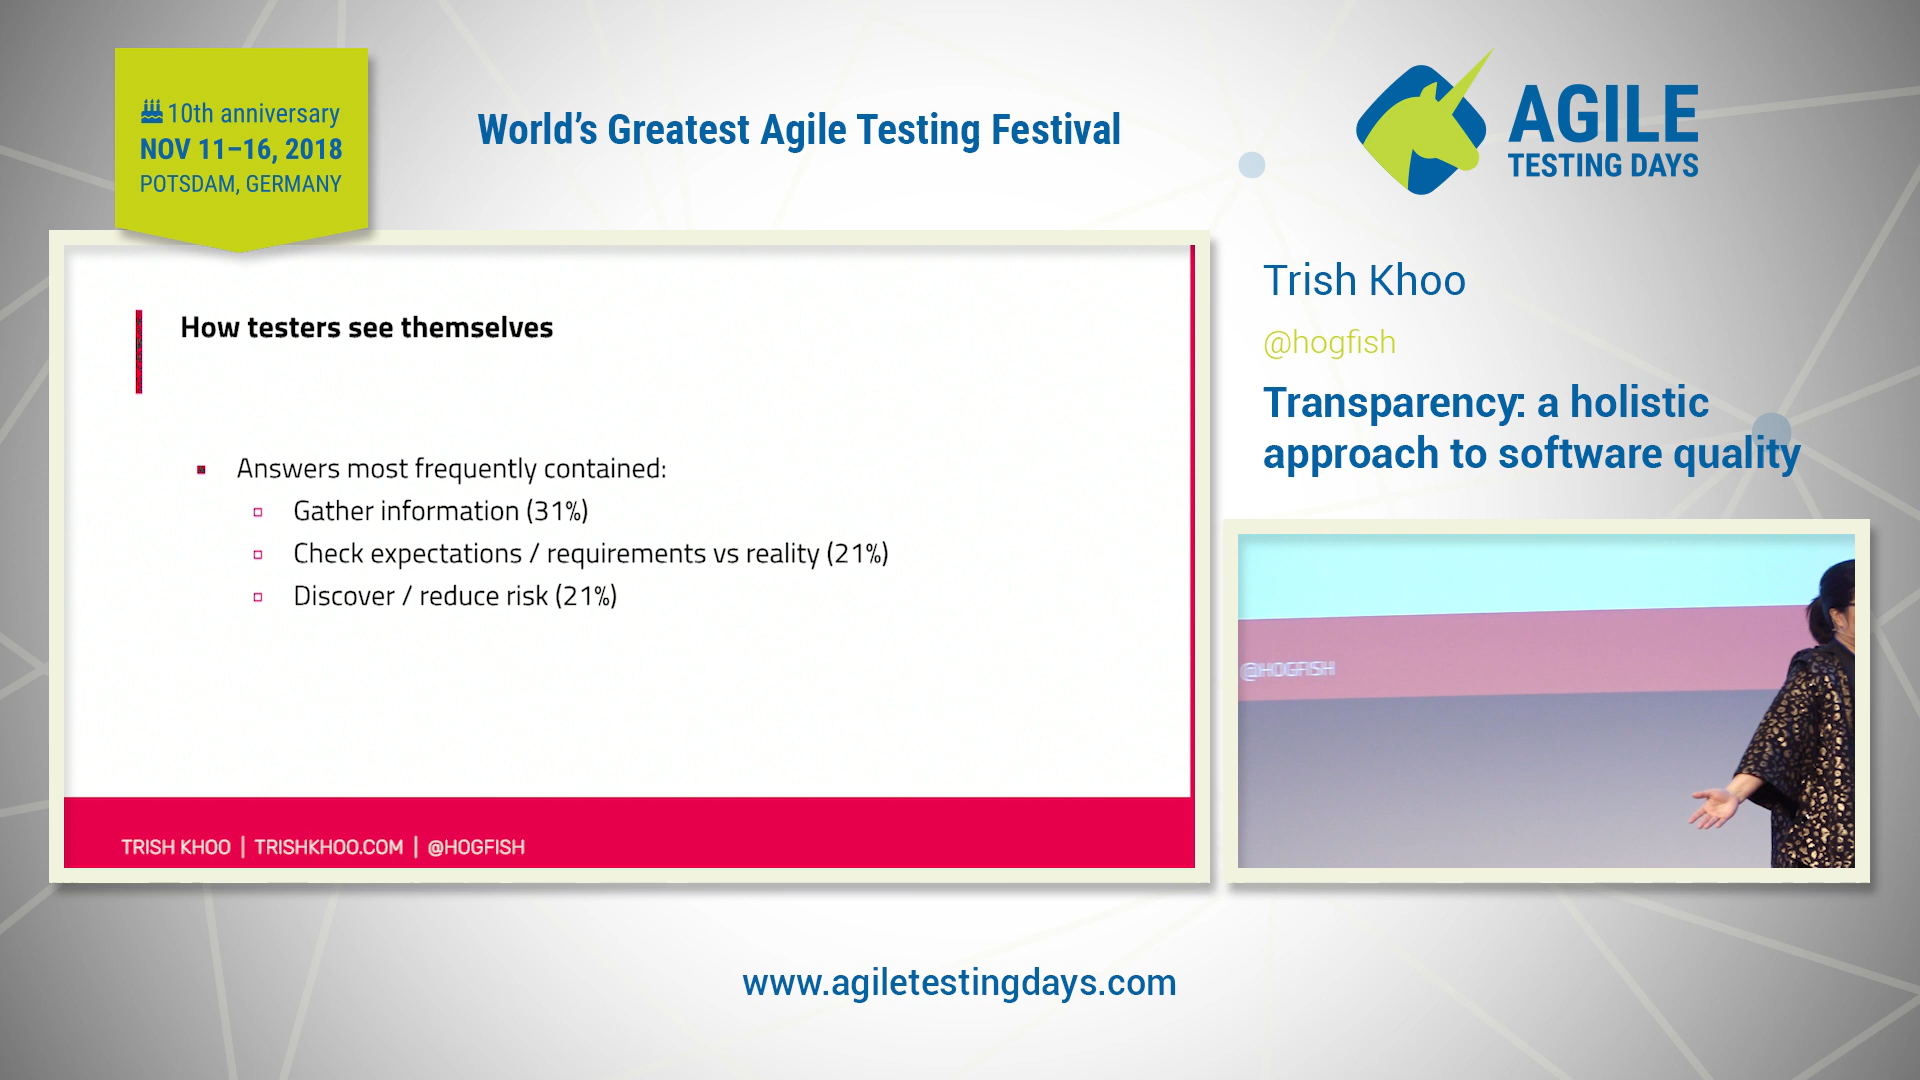 10th anniversary
NOV 11–16, 2018
POTSDAM, GERMANY
World's Greatest Agile Testing Festival
AGILE
TESTING DAYS
How testers see themselves
Answers most frequently contained:
Gather information (31%)
Check expectations / requirements vs reality (21%)
Discover / reduce risk (21%)
TRISH KHOO | TRISHKHOO.COM | @HOGFISH
Trish Khoo
@hogfish
Transparency: a holistic
approach to software quality
@HOGFISH
www.agiletestingdays.com